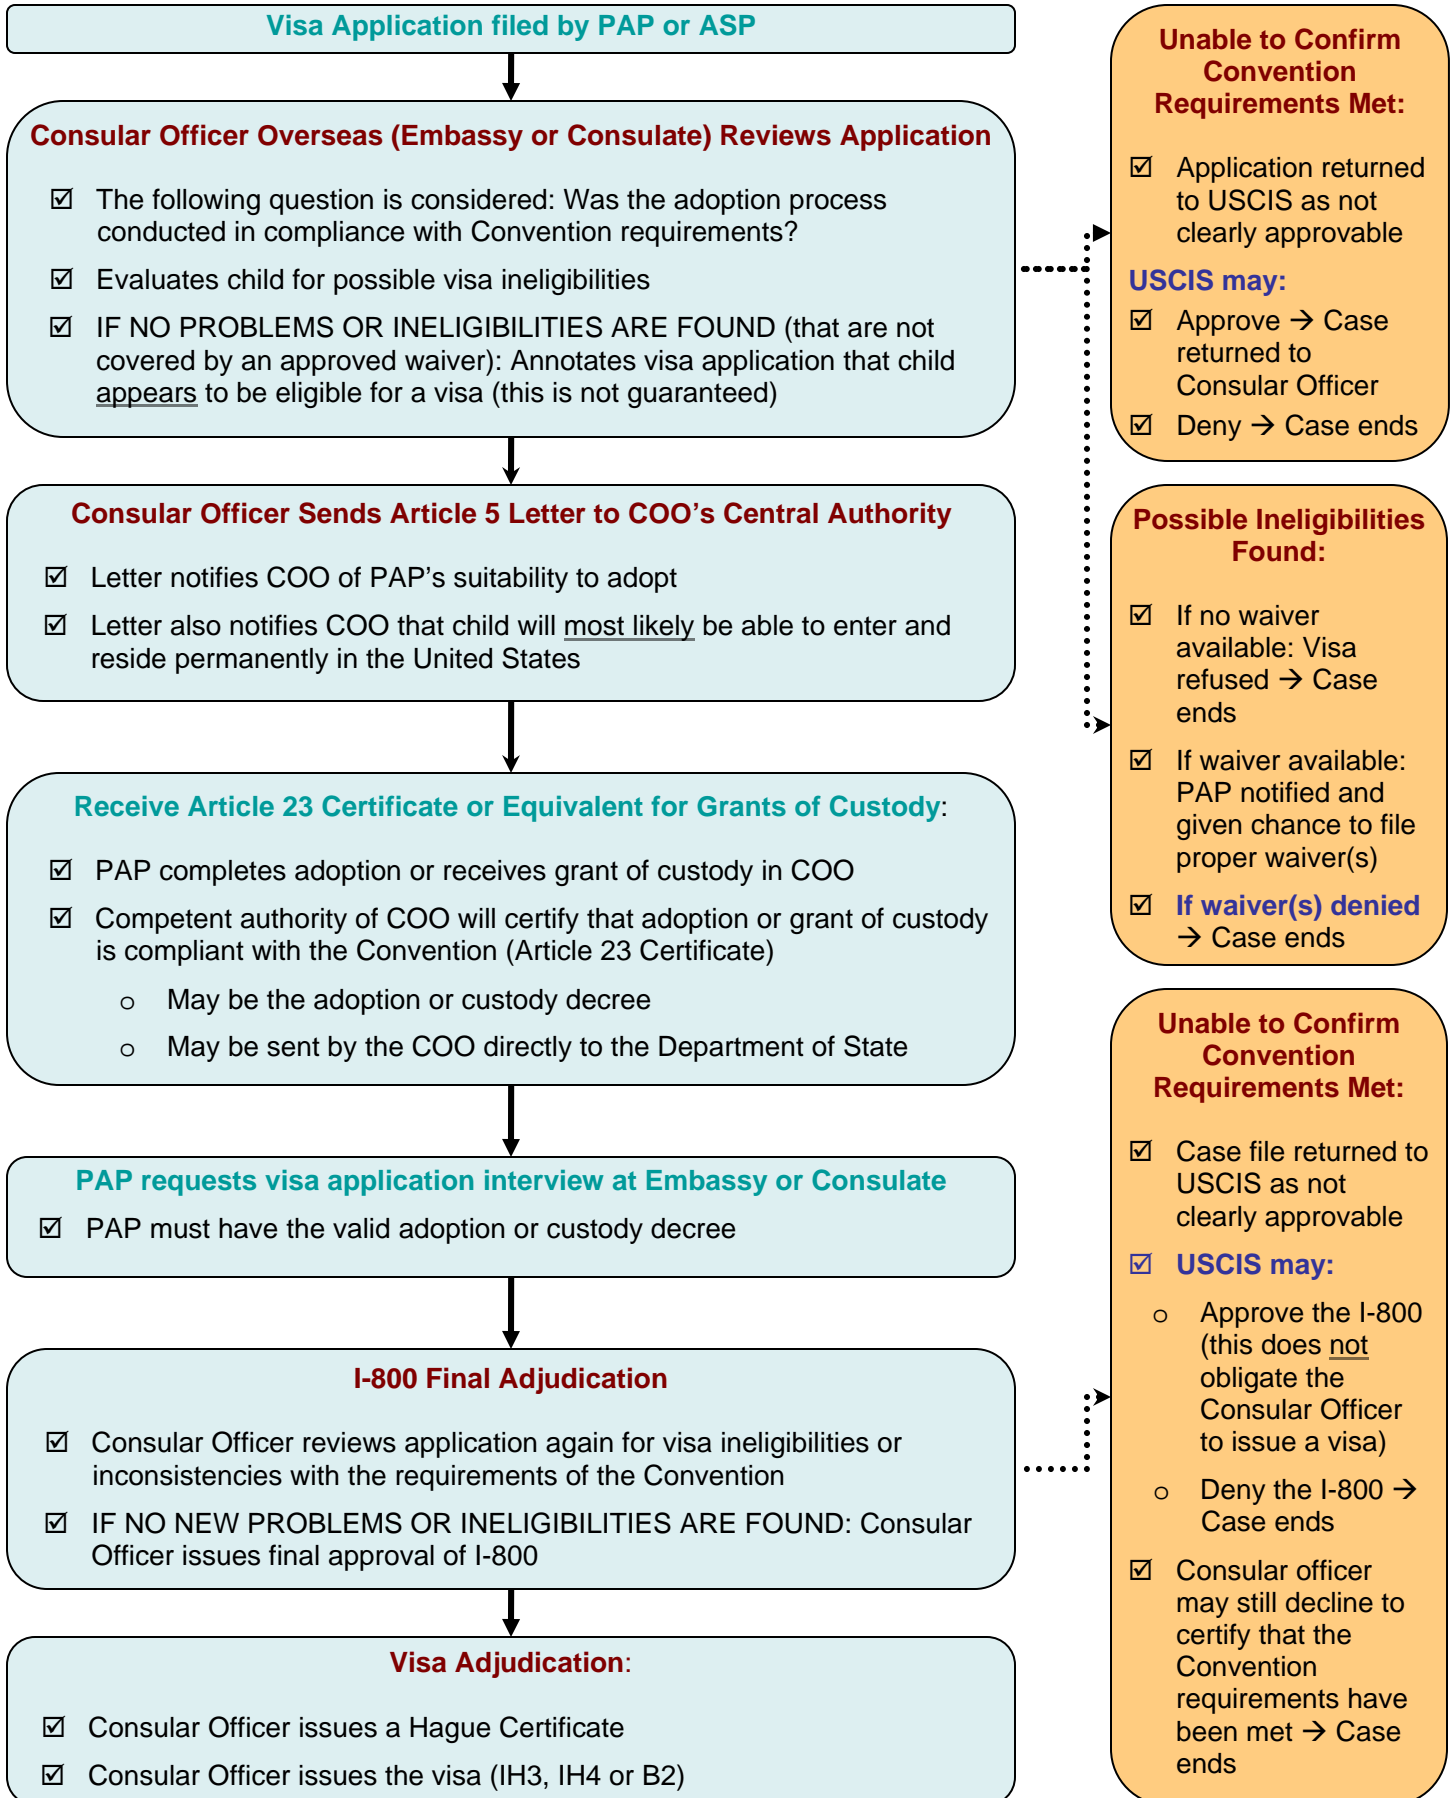 Visa Application filed by PAP or ASP
Consular Officer Overseas (Embassy or Consulate) Reviews Application
☑ The following question is considered: Was the adoption process
conducted in compliance with Convention requirements?
☑ Evaluates child for possible visa ineligibilities
☑ IF NO PROBLEMS OR INELIGIBILITIES ARE FOUND (that are not
covered by an approved waiver): Annotates visa application that child
appears to be eligible for a visa (this is not guaranteed)
Consular Officer Sends Article 5 Letter to COO's Central Authority
☑ Letter notifies COO of PAP's suitability to adopt
☑ Letter also notifies COO that child will most likely be able to enter and
reside permanently in the United States
Receive Article 23 Certificate or Equivalent for Grants of Custody:
☑ PAP completes adoption or receives grant of custody in COO
☑ Competent authority of COO will certify that adoption or grant of custody
is compliant with the Convention (Article 23 Certificate)
o May be the adoption or custody decree
o May be sent by the COO directly to the Department of State
PAP requests visa application interview at Embassy or Consulate
☑ PAP must have the valid adoption or custody decree
I-800 Final Adjudication
☑ Consular Officer reviews application again for visa ineligibilities or
inconsistencies with the requirements of the Convention
☑ IF NO NEW PROBLEMS OR INELIGIBILITIES ARE FOUND: Consular
Officer issues final approval of I-800
Visa Adjudication:
☑ Consular Officer issues a Hague Certificate
☑ Consular Officer issues the visa (IH3, IH4 or B2)
Unable to Confirm
Convention
Requirements Met:
☑ Application returned
to USCIS as not
clearly approvable
USCIS may:
☑ Approve → Case
returned to
Consular Officer
☑ Deny → Case ends
Possible Ineligibilities
Found:
☑ If no waiver
available: Visa
refused → Case
ends
☑ If waiver available:
PAP notified and
given chance to file
proper waiver(s)
☑ If waiver(s) denied
→ Case ends
Unable to Confirm
Convention
Requirements Met:
☑ Case file returned to
USCIS as not
clearly approvable
☑ USCIS may:
o Approve the I-800
(this does not
obligate the
Consular Officer
to issue a visa)
o Deny the I-800 →
Case ends
☑ Consular officer
may still decline to
certify that the
Convention
requirements have
been met → Case
ends